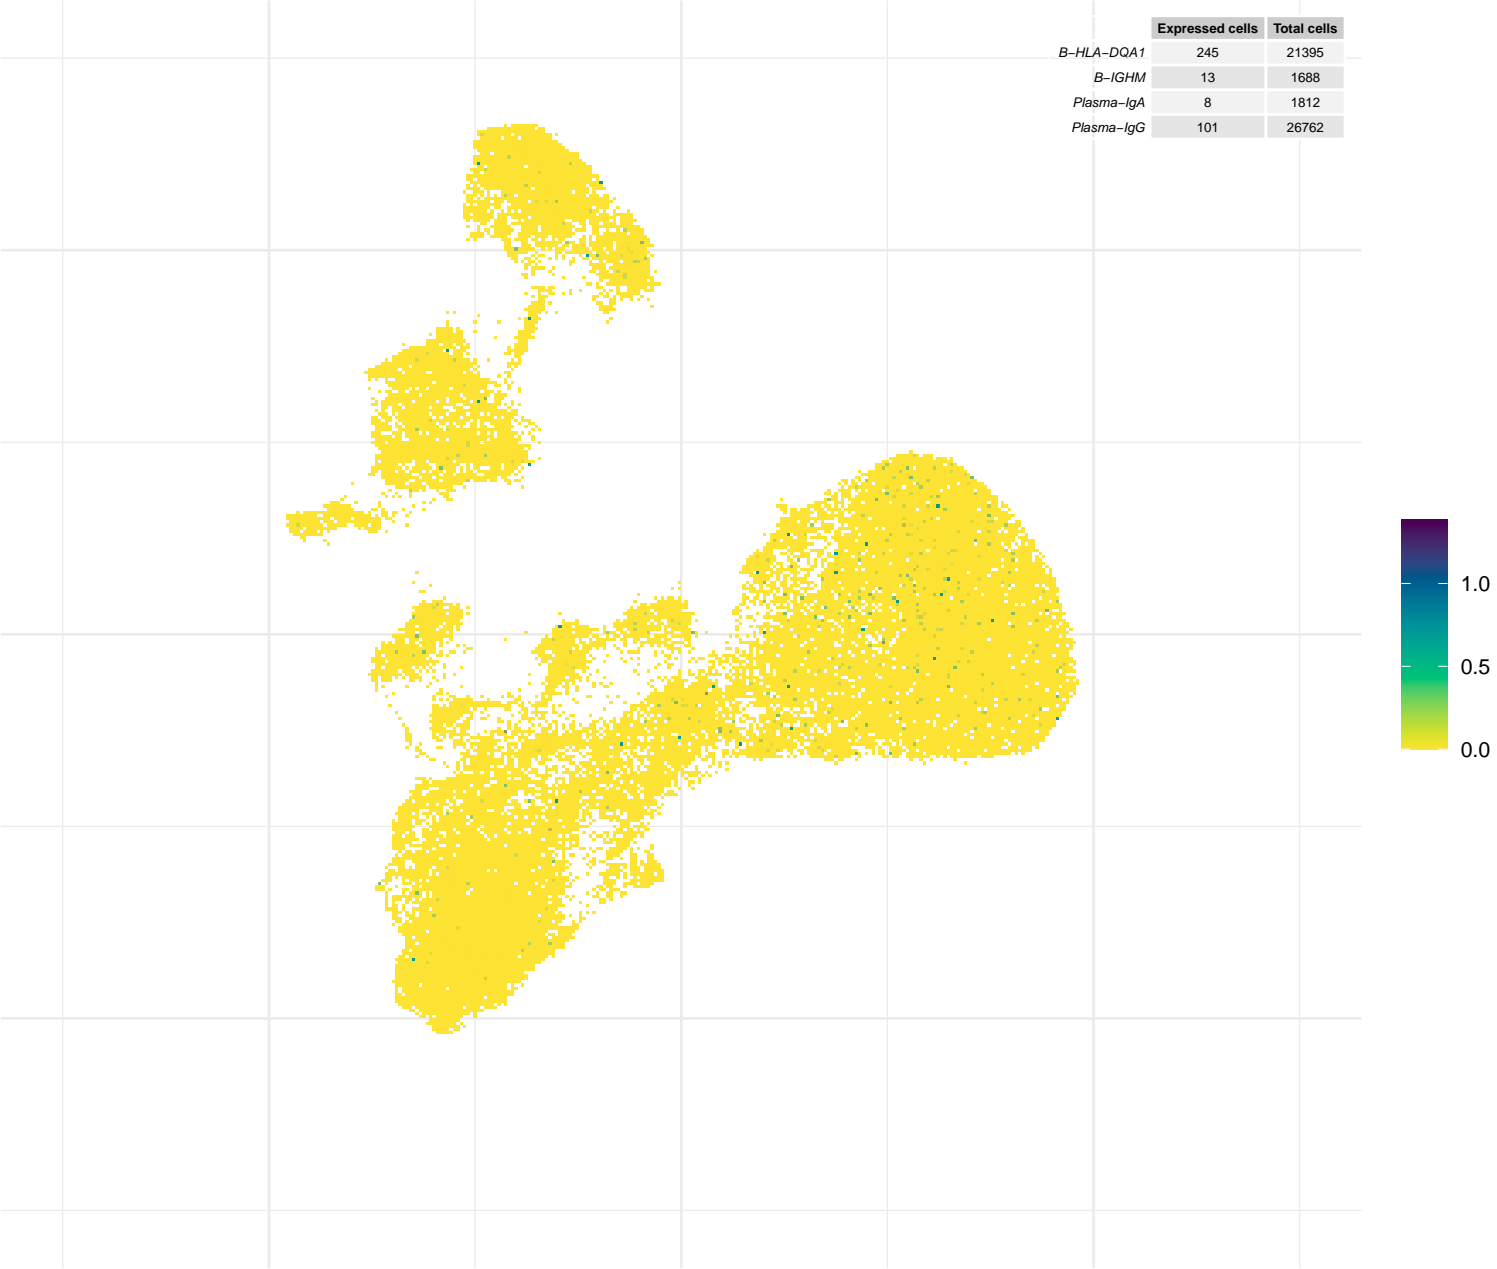 Expressed cells Total cells
B−HLA−DQA1 245 21395
B−IGHM 13 1688
Plasma−IgA 8 1812
Plasma−IgG 101 26762
1.0
0.5
0.0